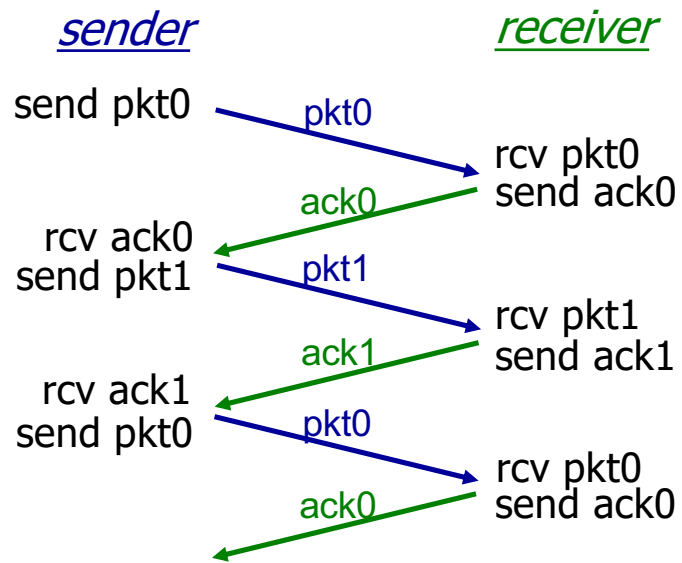 sender receiver
send pkt0
pkt0
rcv pkt0
send ack0
ack0
rcv ack0
send pkt1
pkt1
rcv pkt1
send ack1
ack1
rcv ack1
send pkt0
pkt0
rcv pkt0
send ack0
ack0